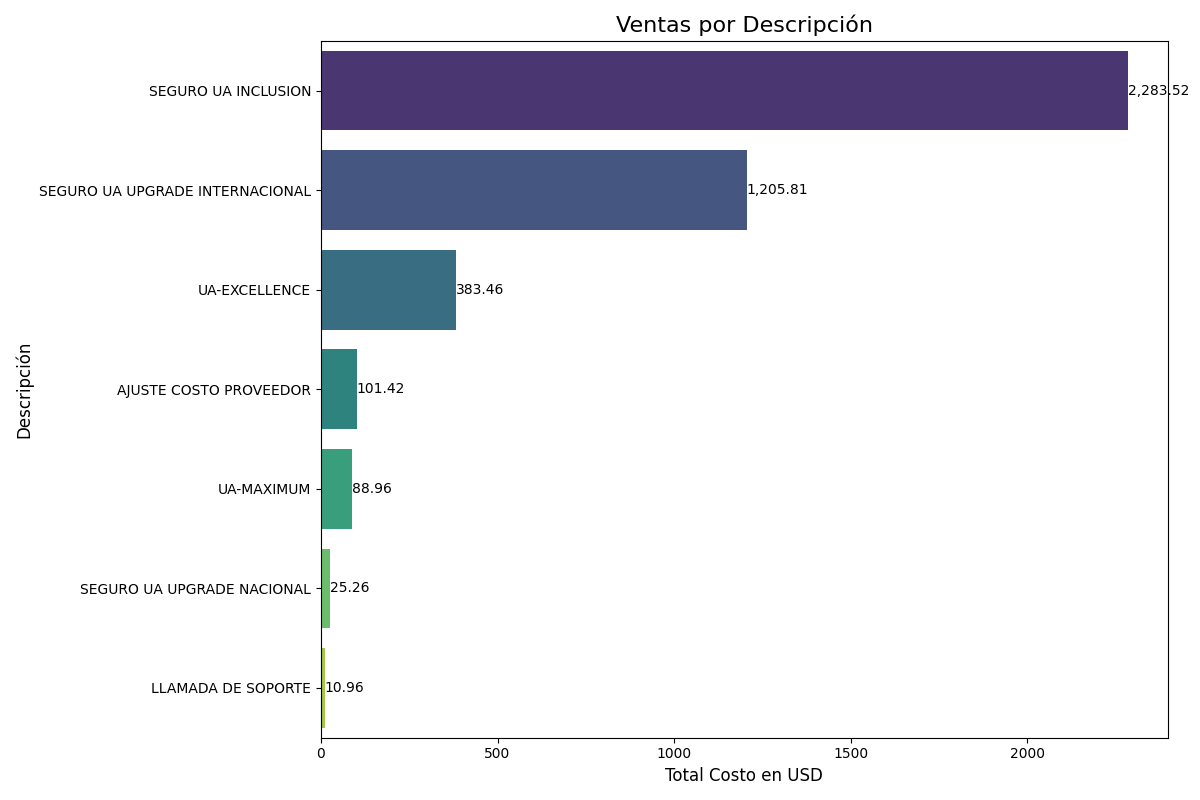 Ventas por Descripción
SEGURO UA INCLUSION
2,283.52
SEGURO UA UPGRADE INTERNACIONAL
1,205.81
UA-EXCELLENCE
383.46
AJUSTE COSTO PROVEEDOR
101.42
UA-MAXIMUM
88.96
SEGURO UA UPGRADE NACIONAL
25.26
LLAMADA DE SOPORTE
10.96
Descripción
0 500 1000 1500 2000
Total Costo en USD